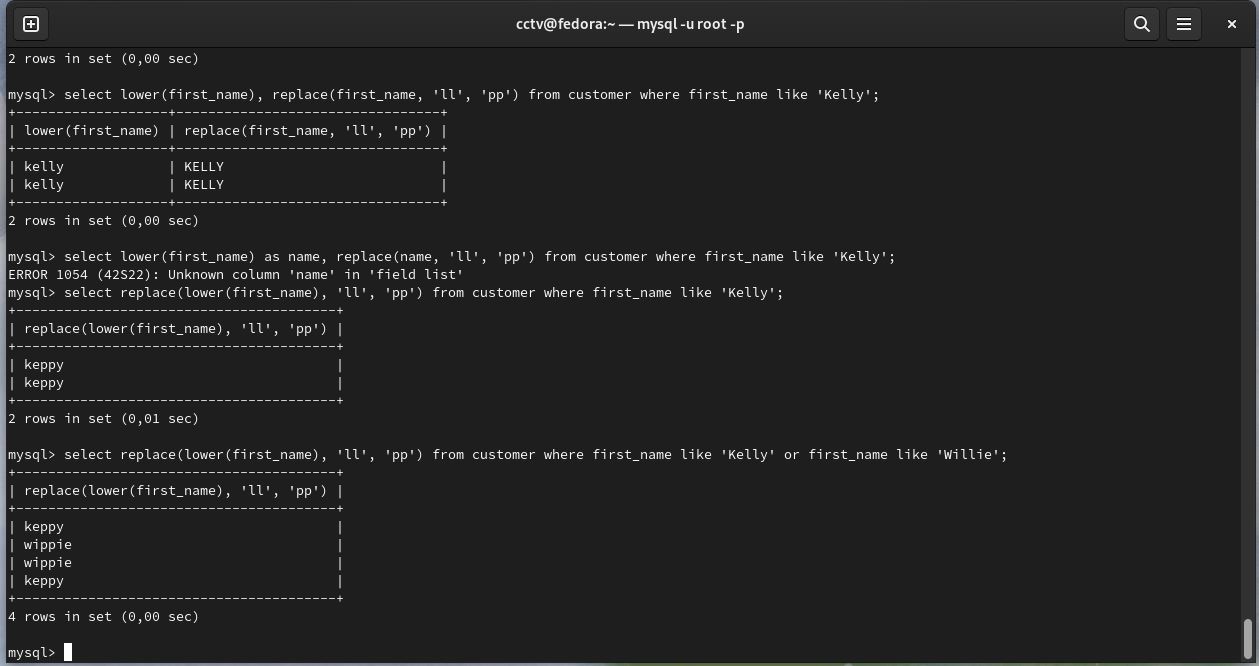 cctv@fedora:~ — mysql -u root -p
2 rows in set (0,00 sec)

mysql> select lower(first_name), replace(first_name, 'll', 'pp') from customer where first_name like 'Kelly';
+-------------------+---------------------------------+
| lower(first_name) | replace(first_name, 'll', 'pp') |
+-------------------+---------------------------------+
| kelly             | KELLY                           |
| kelly             | KELLY                           |
+-------------------+---------------------------------+
2 rows in set (0,00 sec)

mysql> select lower(first_name) as name, replace(name, 'll', 'pp') from customer where first_name like 'Kelly';
ERROR 1054 (42S22): Unknown column 'name' in 'field list'
mysql> select replace(lower(first_name), 'll', 'pp') from customer where first_name like 'Kelly';
+----------------------------------------+
| replace(lower(first_name), 'll', 'pp') |
+----------------------------------------+
| keppy                                  |
| keppy                                  |
+----------------------------------------+
2 rows in set (0,01 sec)

mysql> select replace(lower(first_name), 'll', 'pp') from customer where first_name like 'Kelly' or first_name like 'Willie';
+----------------------------------------+
| replace(lower(first_name), 'll', 'pp') |
+----------------------------------------+
| keppy                                  |
| wippie                                 |
| wippie                                 |
| keppy                                  |
+----------------------------------------+
4 rows in set (0,00 sec)

mysql>